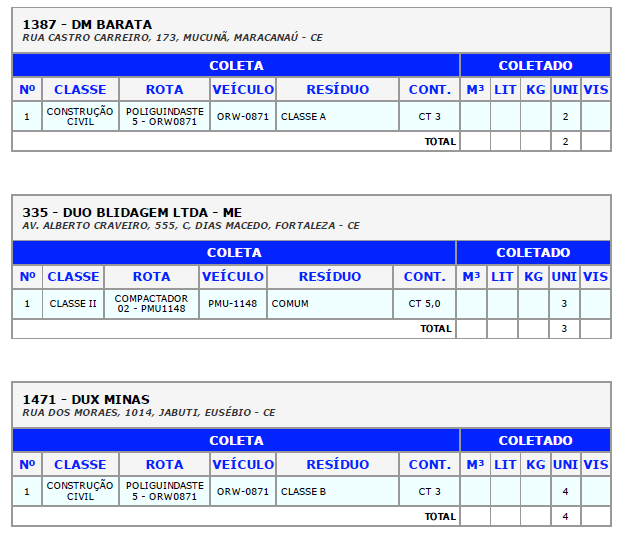 1387 - DM BARATA
RUA CASTRO CARREIRO, 173, MUCUNÃ, MARACANAÚ - CE
COLETA COLETADO
Nº CLASSE ROTA VEÍCULO RESÍDUO CONT. M³ LIT KG UNI VIS
1 CONSTRUÇÃO CIVIL POLIGUINDASTE 5 - ORW0871 ORW-0871 CLASSE A CT 3 2
TOTAL 2
335 - DUO BLIDAGEM LTDA - ME
AV. ALBERTO CRAVEIRO, 555, C, DIAS MACEDO, FORTALEZA - CE
COLETA COLETADO
Nº CLASSE ROTA VEÍCULO RESÍDUO CONT. M³ LIT KG UNI VIS
1 CLASSE II COMPACTADOR 02 - PMU1148 PMU-1148 COMUM CT 5,0 3
TOTAL 3
1471 - DUX MINAS
RUA DOS MORAES, 1014, JABUTI, EUSÉBIO - CE
COLETA COLETADO
Nº CLASSE ROTA VEÍCULO RESÍDUO CONT. M³ LIT KG UNI VIS
1 CONSTRUÇÃO CIVIL POLIGUINDASTE 5 - ORW0871 ORW-0871 CLASSE B CT 3 4
TOTAL 4